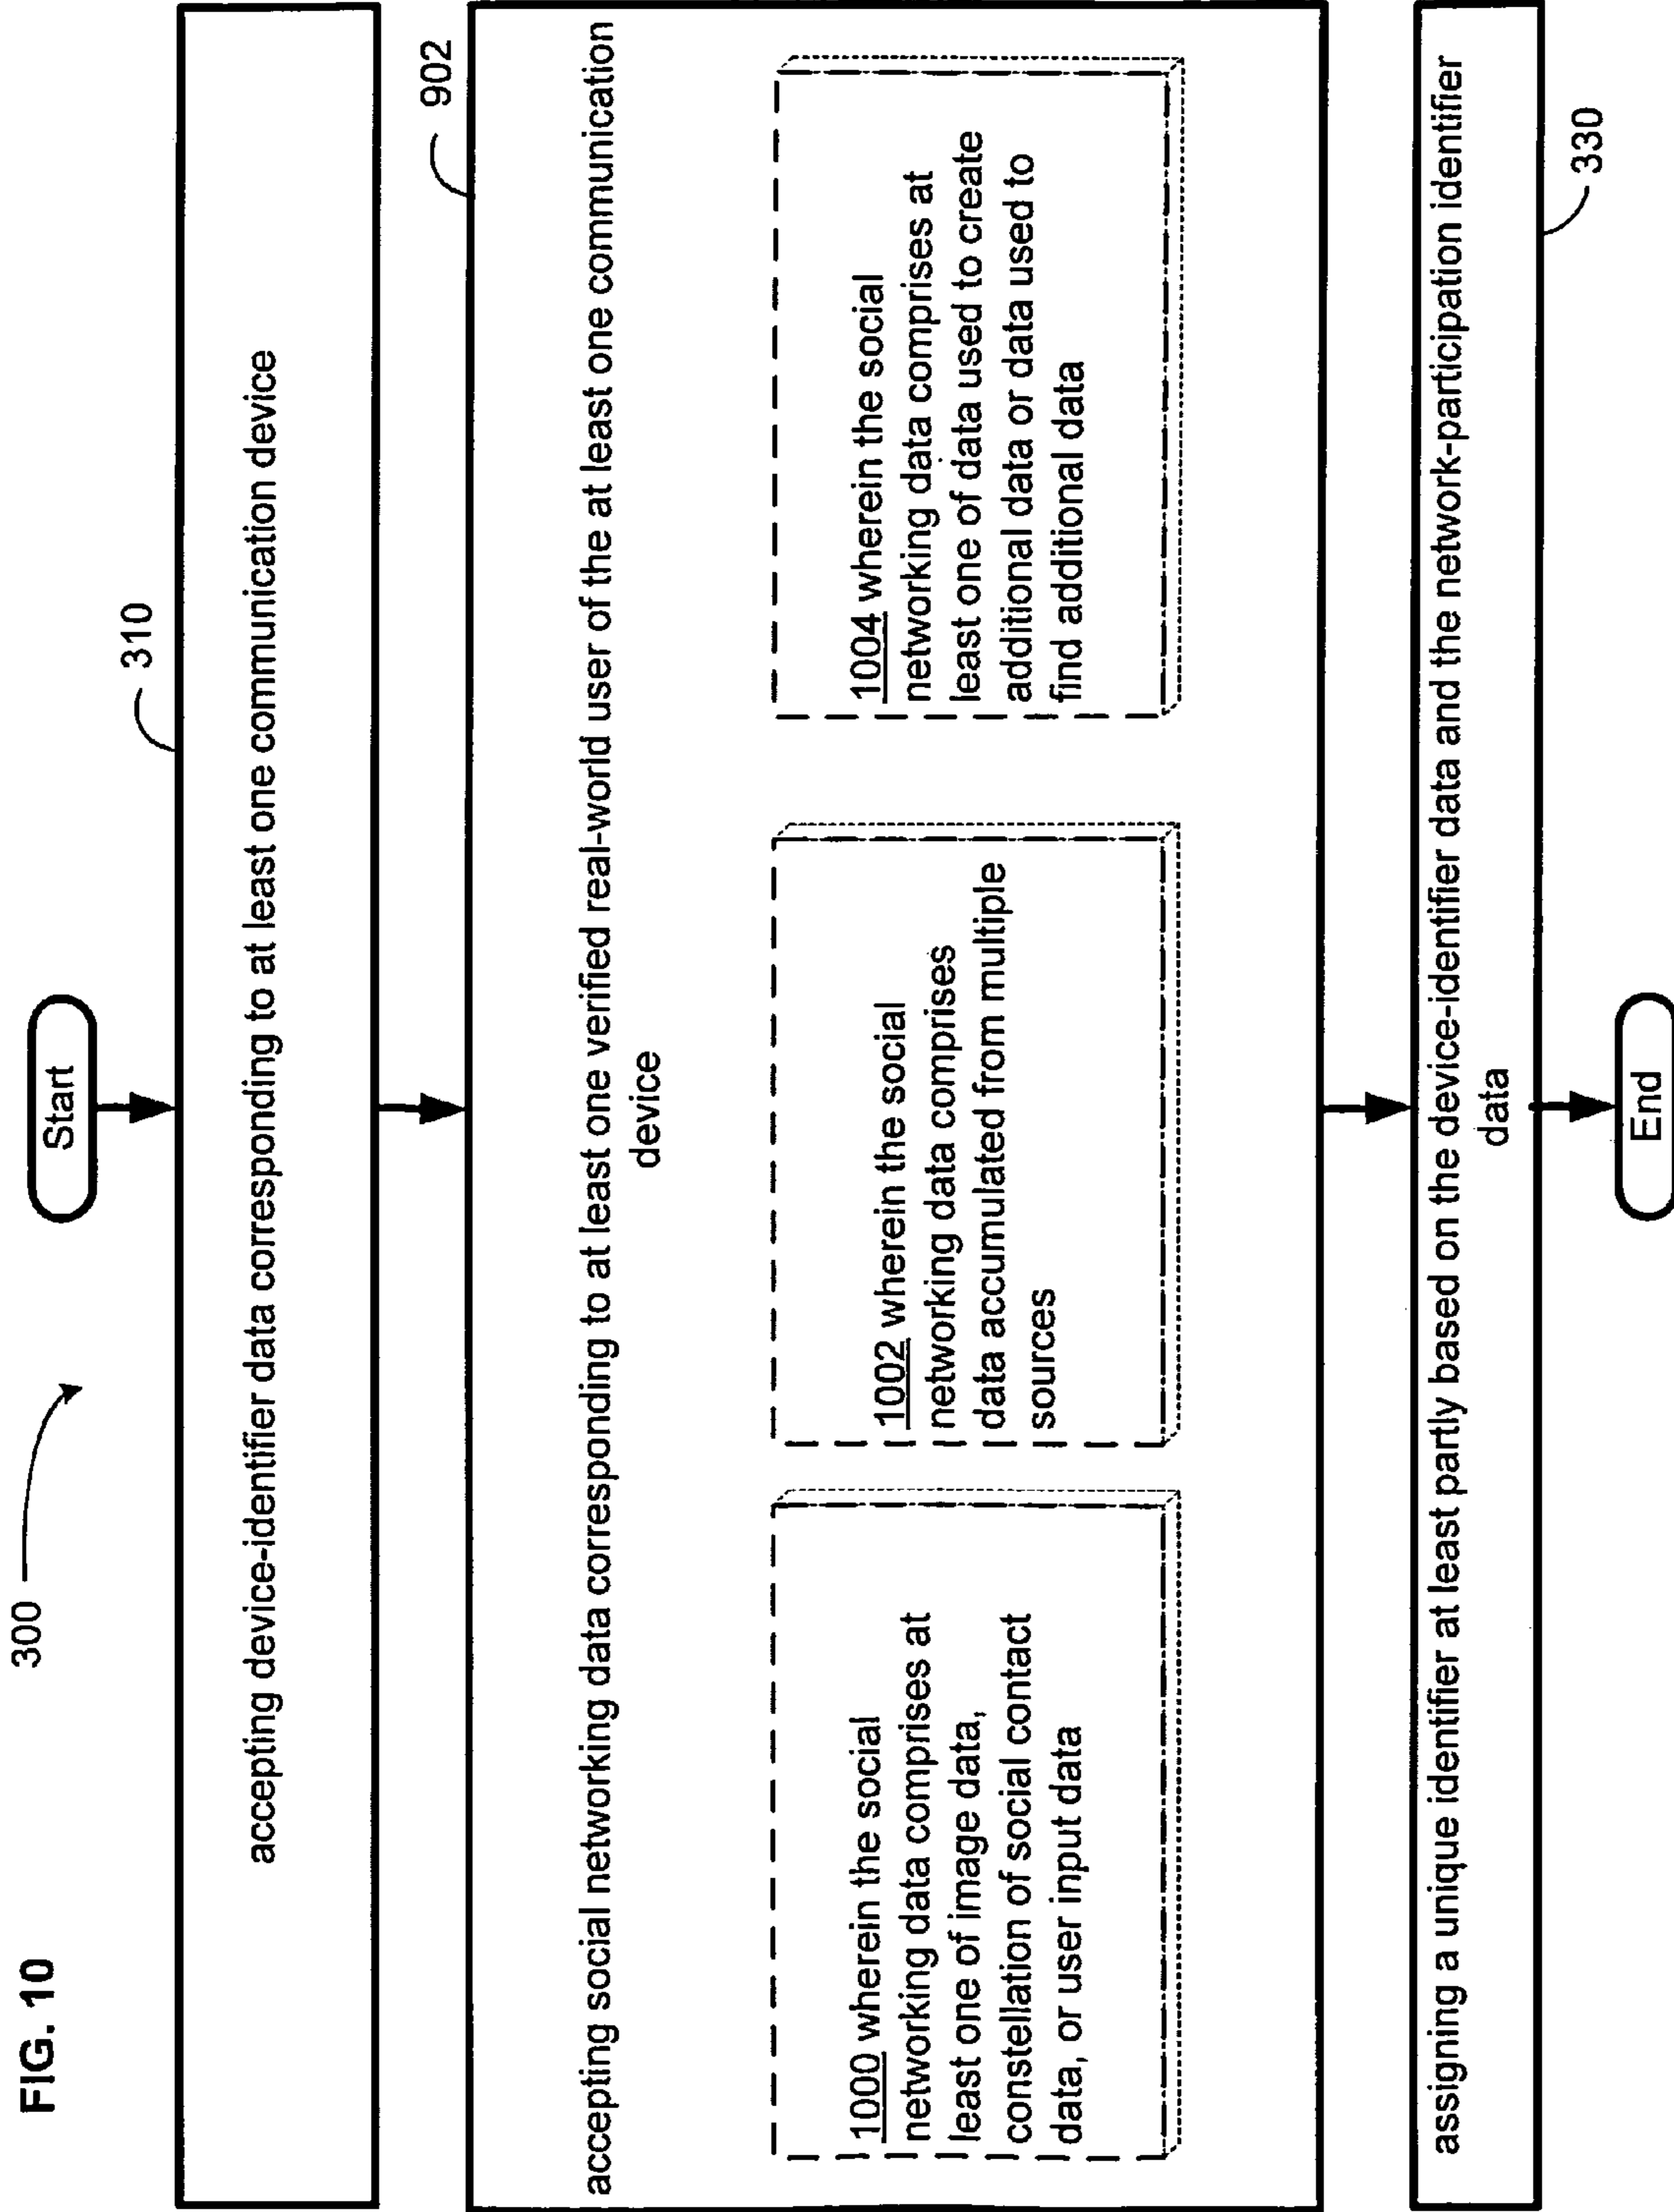 FIG. 10
300
Start
310
accepting device-identifier data corresponding to at least one communication device
902
accepting social networking data corresponding to at least one verified real-world user of the at least one communication
device
1000 wherein the social
networking data comprises at
least one of image data,
constellation of social contact
data, or user input data
1002 wherein the social
networking data comprises
data accumulated from multiple
sources
1004 wherein the social
networking data comprises at
least one of data used to create
additional data or data used to
find additional data
assigning a unique identifier at least partly based on the device-identifier data and the network-participation identifier
data
330
End